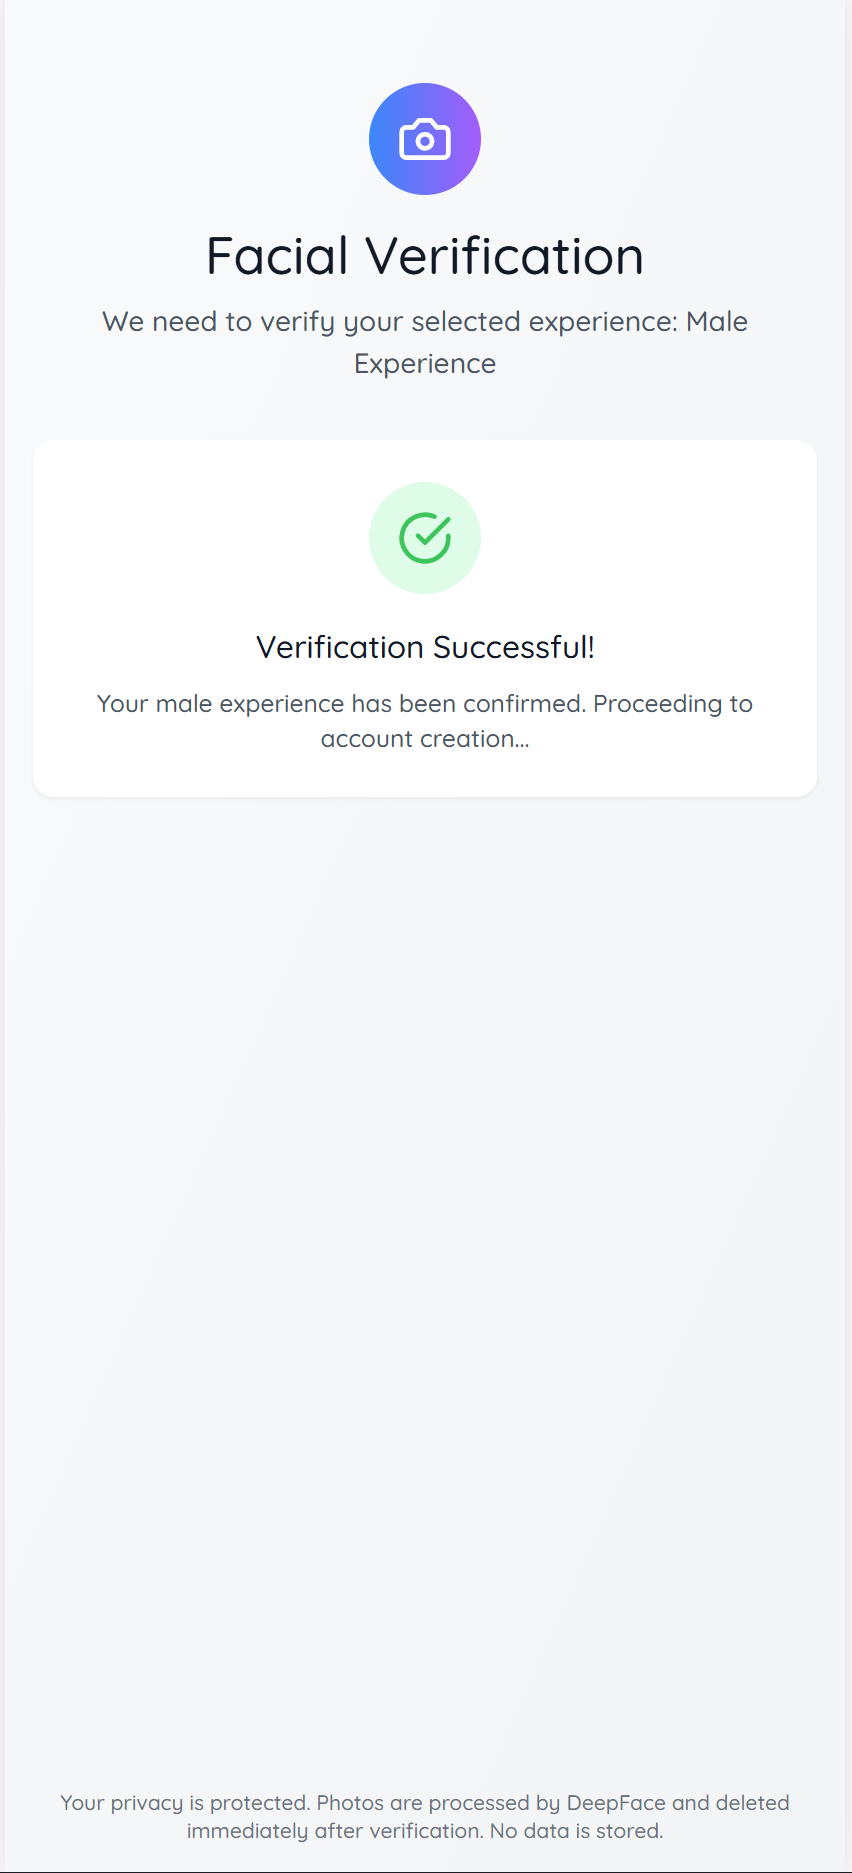 Facial Verification
We need to verify your selected experience: Male
Experience
Verification Successful!
Your male experience has been confirmed. Proceeding to
account creation...
Your privacy is protected. Photos are processed by DeepFace and deleted
immediately after verification. No data is stored.